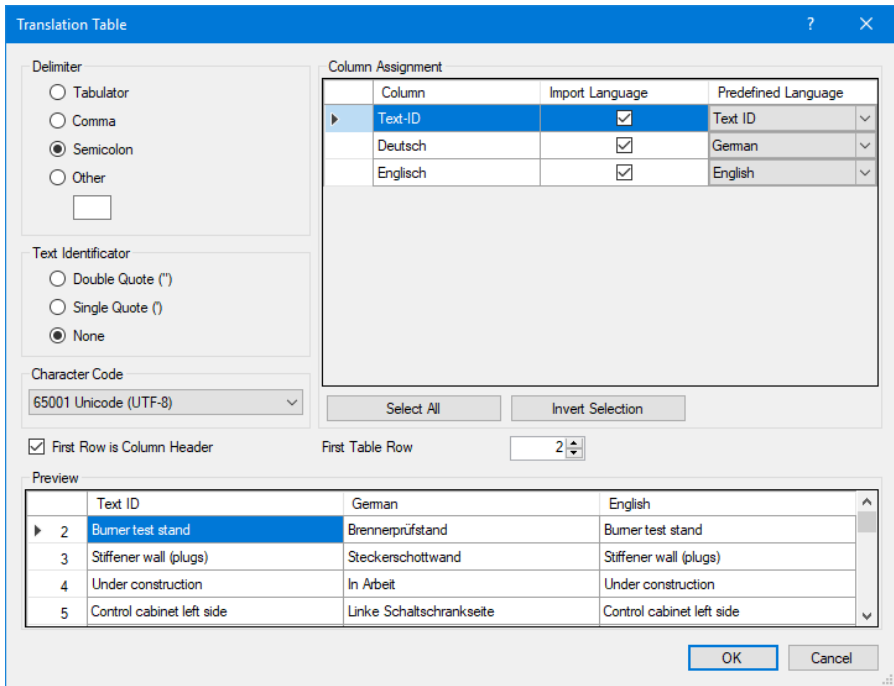 Translation Table
Delimiter
Tabulator
Comma
Semicolon
Other
Text Identificator
Double Quote (")
Single Quote (')
None
Character Code
65001 Unicode (UTF-8)
First Row is Column Header
Column Assignment
Column Import Language Predefined Language
Text-ID Text ID
Deutsch German
Englisch English
Select All Invert Selection
First Table Row 2
Preview
Text ID German English
2 Burner test stand Brennerprüfstand Burner test stand
3 Stiffener wall (plugs) Steckerschottwand Stiffener wall (plugs)
4 Under construction In Arbeit Under construction
5 Control cabinet left side Linke Schaltschrankseite Control cabinet left side
OK Cancel